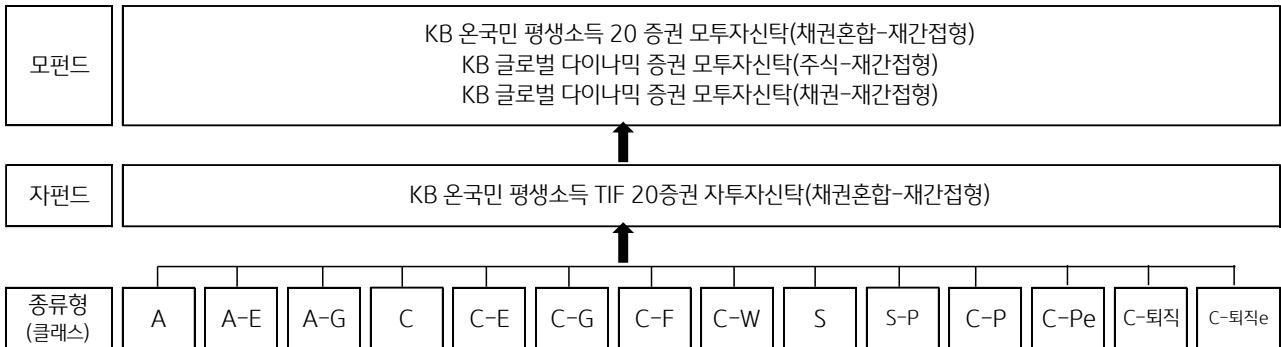 모펀드
KB 온국민 평생소득 20 증권 모투자신탁(채권혼합-재간접형)
KB 글로벌 다이나믹 증권 모투자신탁(주식-재간접형)
KB 글로벌 다이나믹 증권 모투자신탁(채권-재간접형)
자펀드
KB 온국민 평생소득 TIF 20증권 자투자신탁(채권혼합-재간접형)
종류형
(클래스)
A
A-E
A-G
C
C-E
C-G
C-F
C-W
S
S-P
C-P
C-Pe
C-퇴직
C-퇴직e